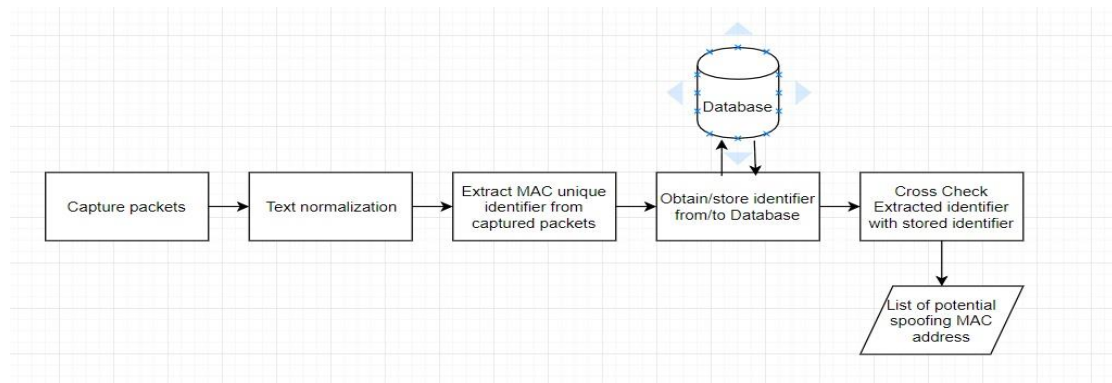 Database
Capture packets
Text normalization
Extract MAC unique
identifier from
captured packets
Obtain/store identifier
from/to Database
Cross Check
Extracted identifier
with stored identifier
List of potential
spoofing MAC
address